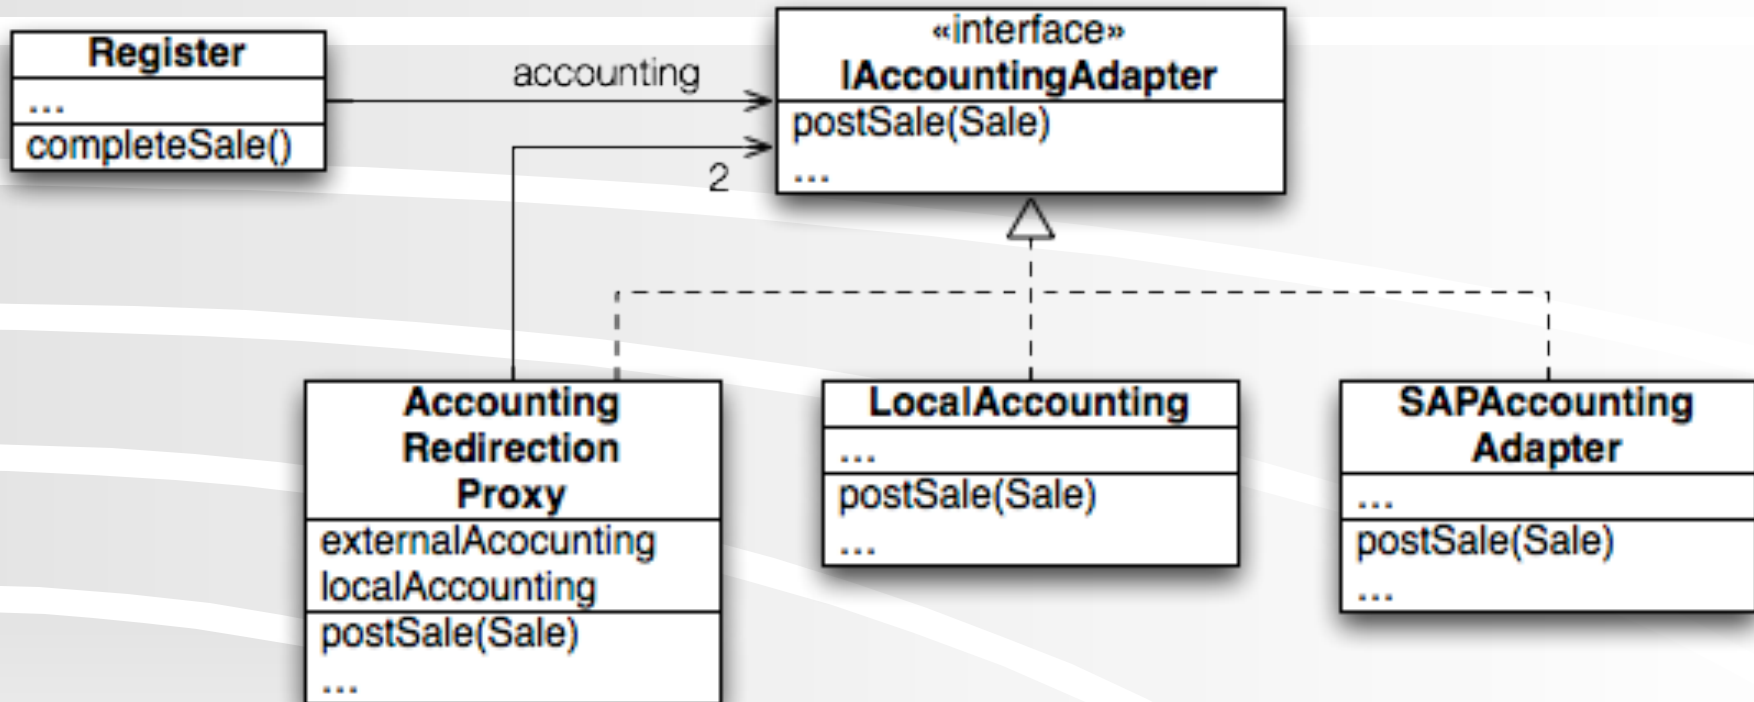 Register
...
completeSale()
accounting
2
«interface»
IAccountingAdapter
postSale(Sale)
...
Accounting
Redirection
Proxy
externalAcocunting
localAccounting
postSale(Sale)
...
LocalAccounting
...
postSale(Sale)
...
SAPAccounting
Adapter
...
postSale(Sale)
...